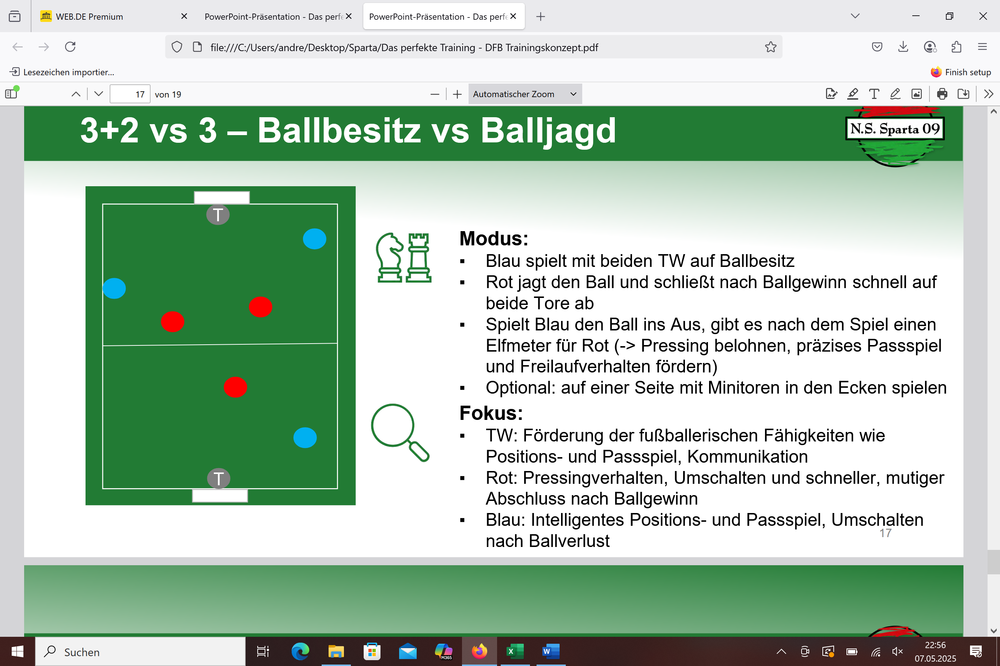 WEB.DE Premium
PowerPoint-Präsentation - Das perfe
PowerPoint-Präsentation - Das perfe
file:///C:/Users/andre/Desktop/Sparta/Das perfekte Training - DFB Trainingskonzept.pdf
Lesezeichen importier...
Finish setup
17 von 19
Automatischer Zoom
3+2 vs 3 – Ballbesitz vs Balljagd
N.S. Sparta 09
T
T
Modus:
▪ Blau spielt mit beiden TW auf Ballbesitz
▪ Rot jagt den Ball und schließt nach Ballgewinn schnell auf
beide Tore ab
▪ Spielt Blau den Ball ins Aus, gibt es nach dem Spiel einen
Elfmeter für Rot (-> Pressing belohnen, präzises Passspiel
und Freilaufverhalten fördern)
▪ Optional: auf einer Seite mit Minitoren in den Ecken spielen
Fokus:
▪ TW: Förderung der fußballerischen Fähigkeiten wie
Positions- und Passspiel, Kommunikation
▪ Rot: Pressingverhalten, Umschalten und schneller, mutiger
Abschluss nach Ballgewinn
▪ Blau: Intelligentes Positions- und Passspiel, Umschalten
nach Ballverlust
17
Suchen
M365
X
W
22:56
07.05.2025